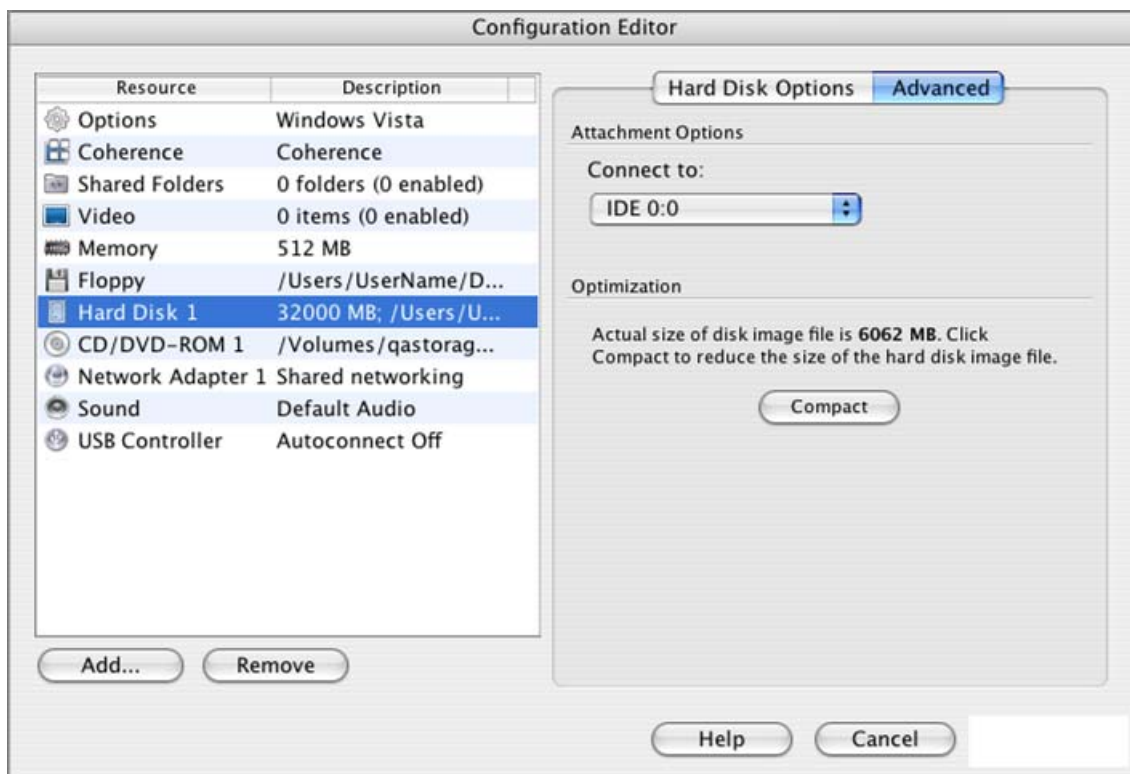 Configuration Editor
Resource Description
Options Windows Vista
Coherence Coherence
Shared Folders 0 folders (0 enabled)
Video 0 items (0 enabled)
Memory 512 MB
Floppy /Users/UserName/D...
Hard Disk 1 32000 MB; /Users/U...
CD/DVD-ROM 1 /Volumes/qastorag...
Network Adapter 1 Shared networking
Sound Default Audio
USB Controller Autoconnect Off
Add... Remove
Hard Disk Options Advanced
Attachment Options
Connect to:
IDE 0:0
Optimization
Actual size of disk image file is 6062 MB. Click
Compact to reduce the size of the hard disk image file.
Compact
Help Cancel